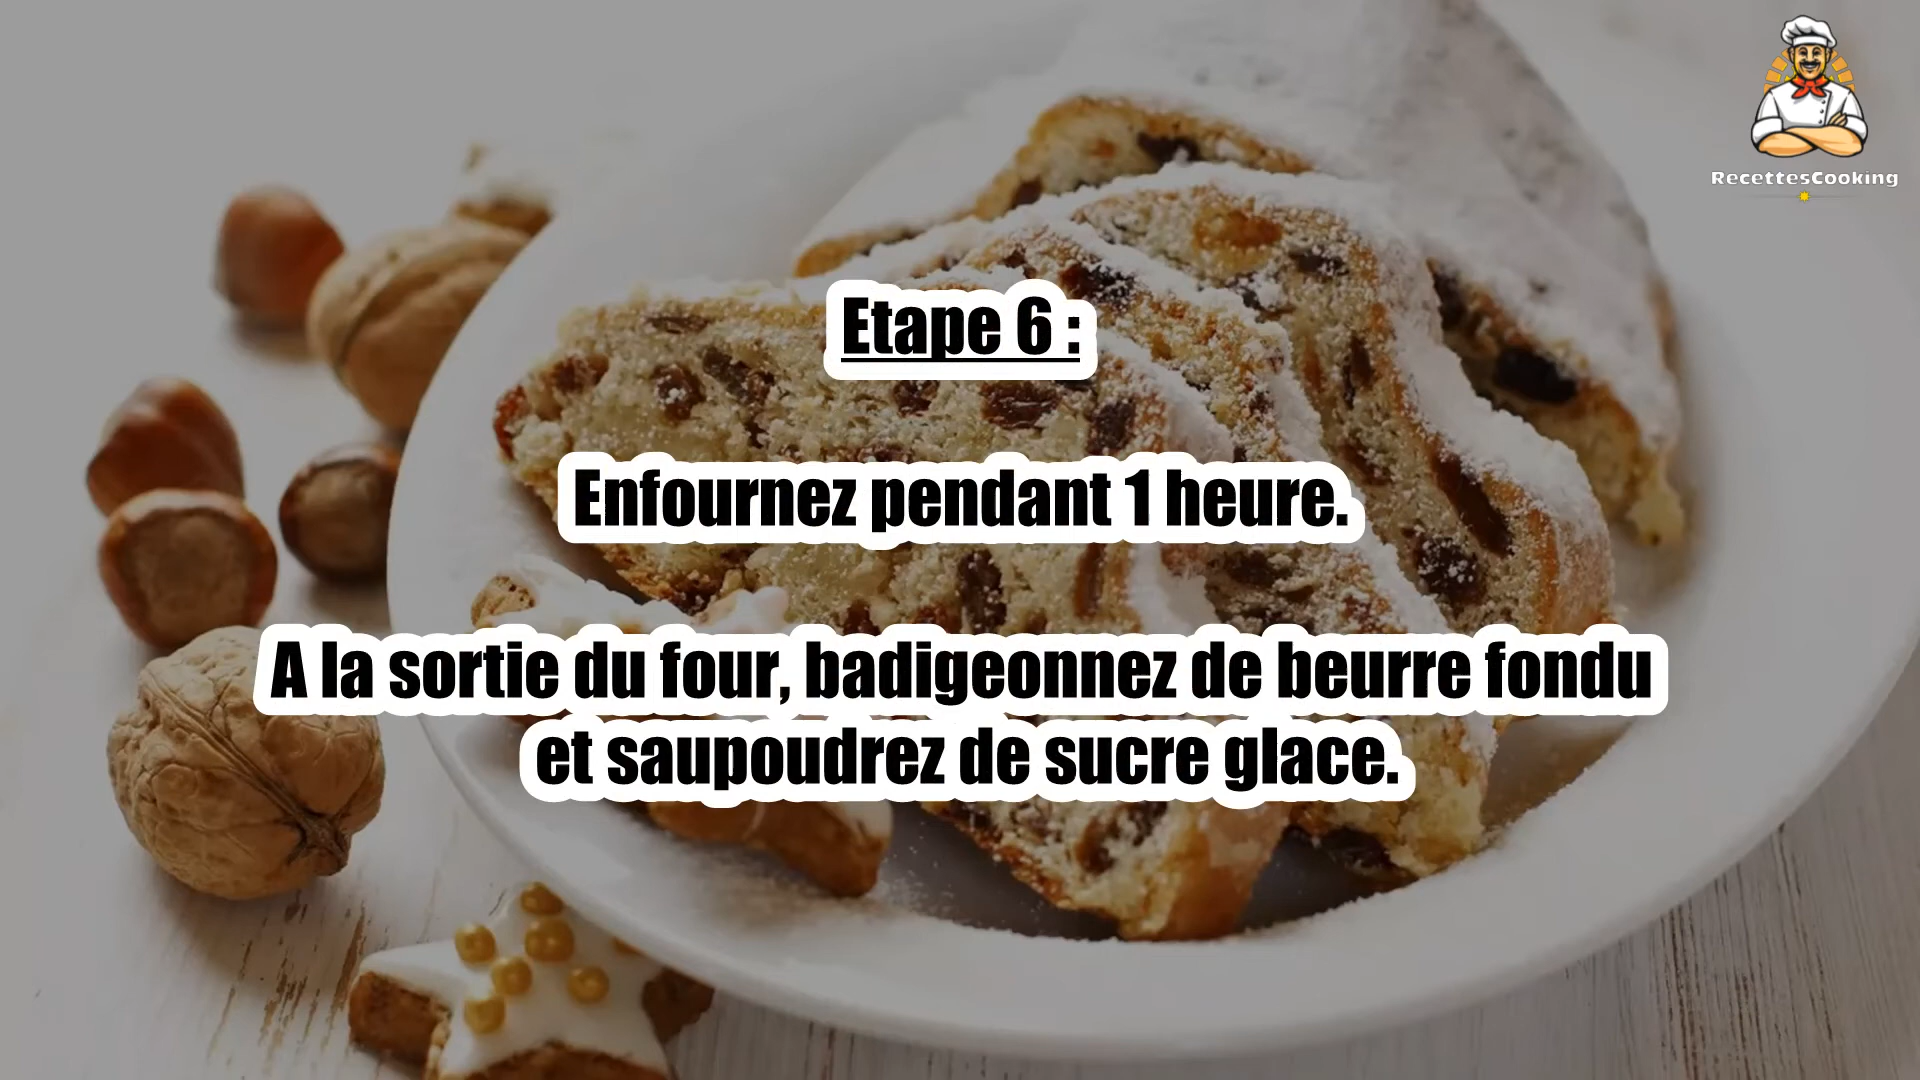 RecettesCooking
Etape 6 :
Enfournez pendant 1 heure.
A la sortie du four, badigeonnez de beurre fondu
et saupoudrez de sucre glace.